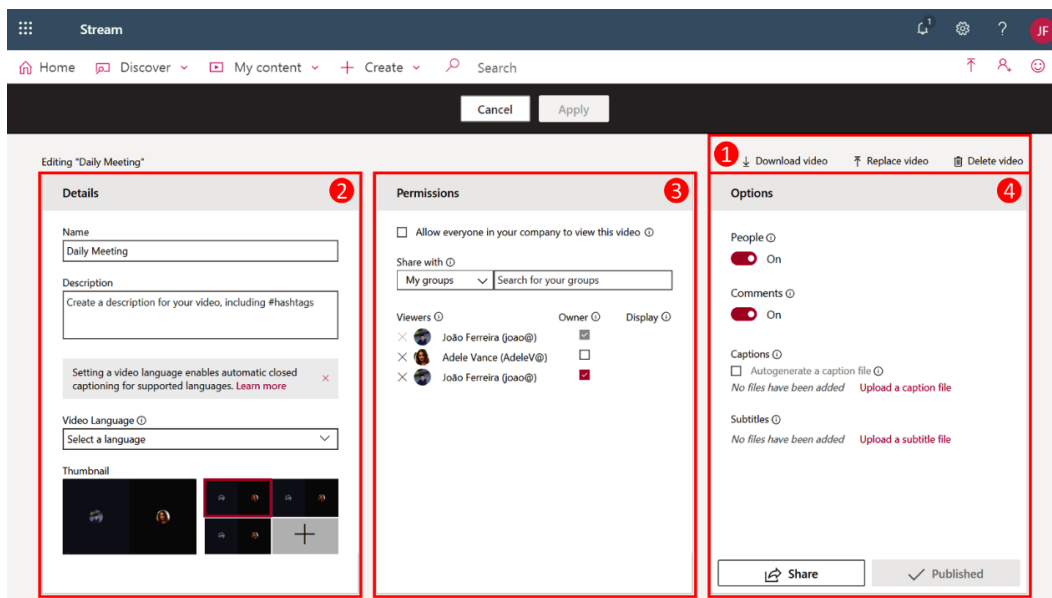 Stream
1
JF
Home
Discover
My content
Create
Search
Cancel
Apply
Editing "Daily Meeting"
1
Download video
Replace video
Delete video
Details
2
Name
Daily Meeting
Description
Create a description for your video, including #hashtags
Setting a video language enables automatic closed
captioning for supported languages. Learn more
Video Language
Select a language
Thumbnail
Permissions
3
Allow everyone in your company to view this video
Share with
My groups
Search for your groups
Viewers
Owner
Display
João Ferreira (joao@)
Adele Vance (AdeleV@)
João Ferreira (joao@)
Options
4
People
On
Comments
On
Captions
Autogenerate a caption file
No files have been added Upload a caption file
Subtitles
No files have been added Upload a subtitle file
Share
Published